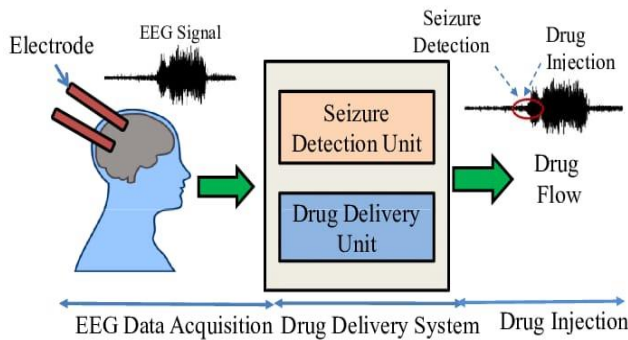 Electrode
EEG Signal
Seizure
Detection
Drug
Injection
Seizure
Detection Unit
Drug Delivery
Unit
Drug
Flow
EEG Data Acquisition
Drug Delivery System
Drug Injection